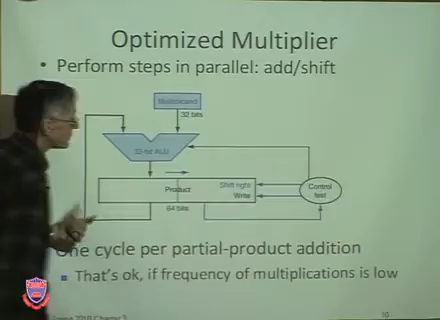 Optimized Multiplier
• Perform steps in parallel: add/shift
Multiplicand
32 bits
32-bit ALU
Product
Shift right
Write
Control
test
64 bits
One cycle per partial-product addition
■ That's ok, if frequency of multiplications is low